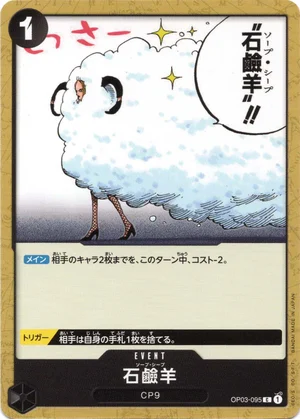 1
もっさー
ソープ・シープ
“石鹸羊”!!
メイン 相手のキャラ2枚までを、このターン中、コスト-2。
トリガー 相手は自身の手札1枚を捨てる。
EVENT
ソープ・シープ
石鹸羊
CP9
OP03-095 C 1